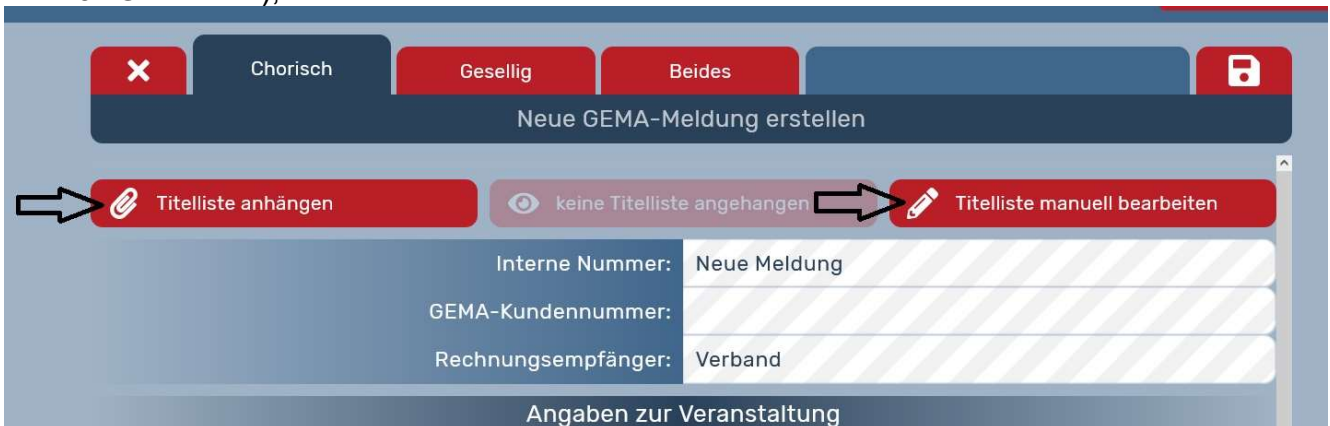 Chorisch Gesellig Beides
Neue GEMA-Meldung erstellen
Titelliste anhängen keine Titelliste angehangen Titelliste manuell bearbeiten
Interne Nummer: Neue Meldung
GEMA-Kundennummer:
Rechnungsempfänger: Verband
Angaben zur Veranstaltung